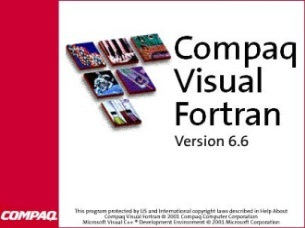 Compaq
Visual
Fortran
Version 6.6
COMPAQ
This program protected by US and International copyright laws described in Help About
Compaq Visual Fortran © 2001 Compaq Computer Corporation
Microsoft Visual C++ ® Development Environment © 2001 Microsoft Corporation